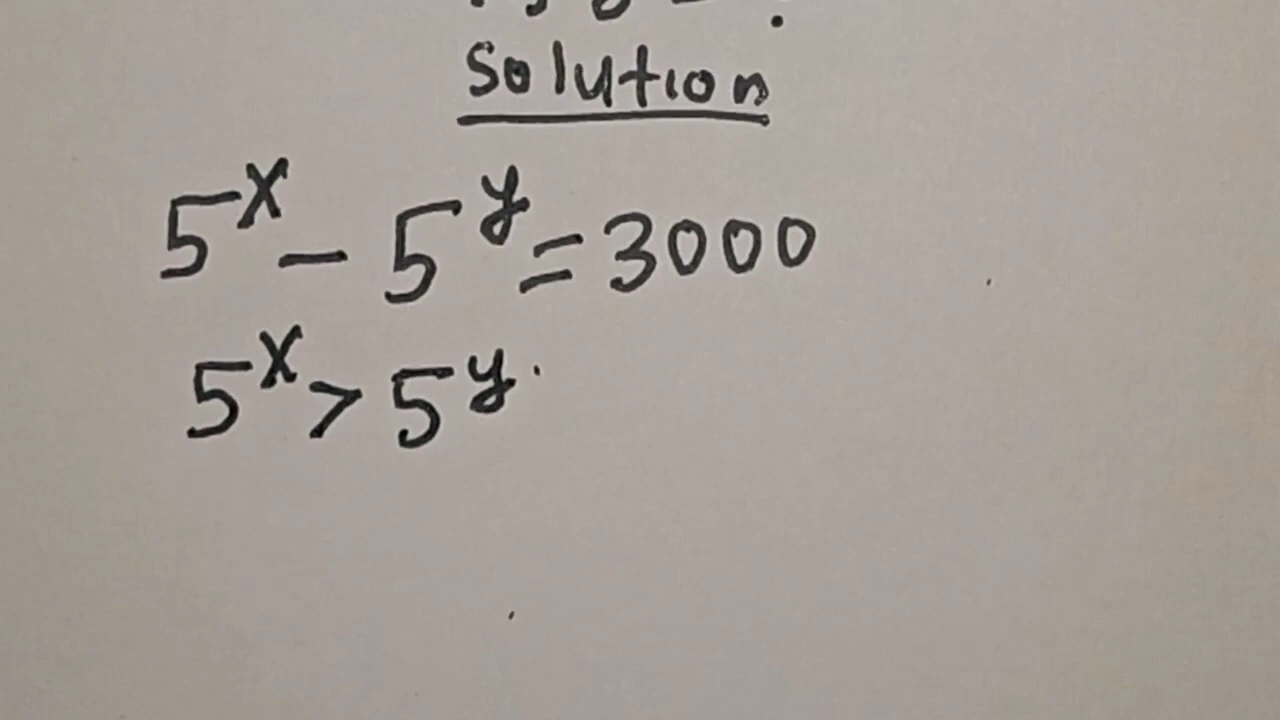 Solution
5^x - 5^y = 3000
5^x > 5^y.